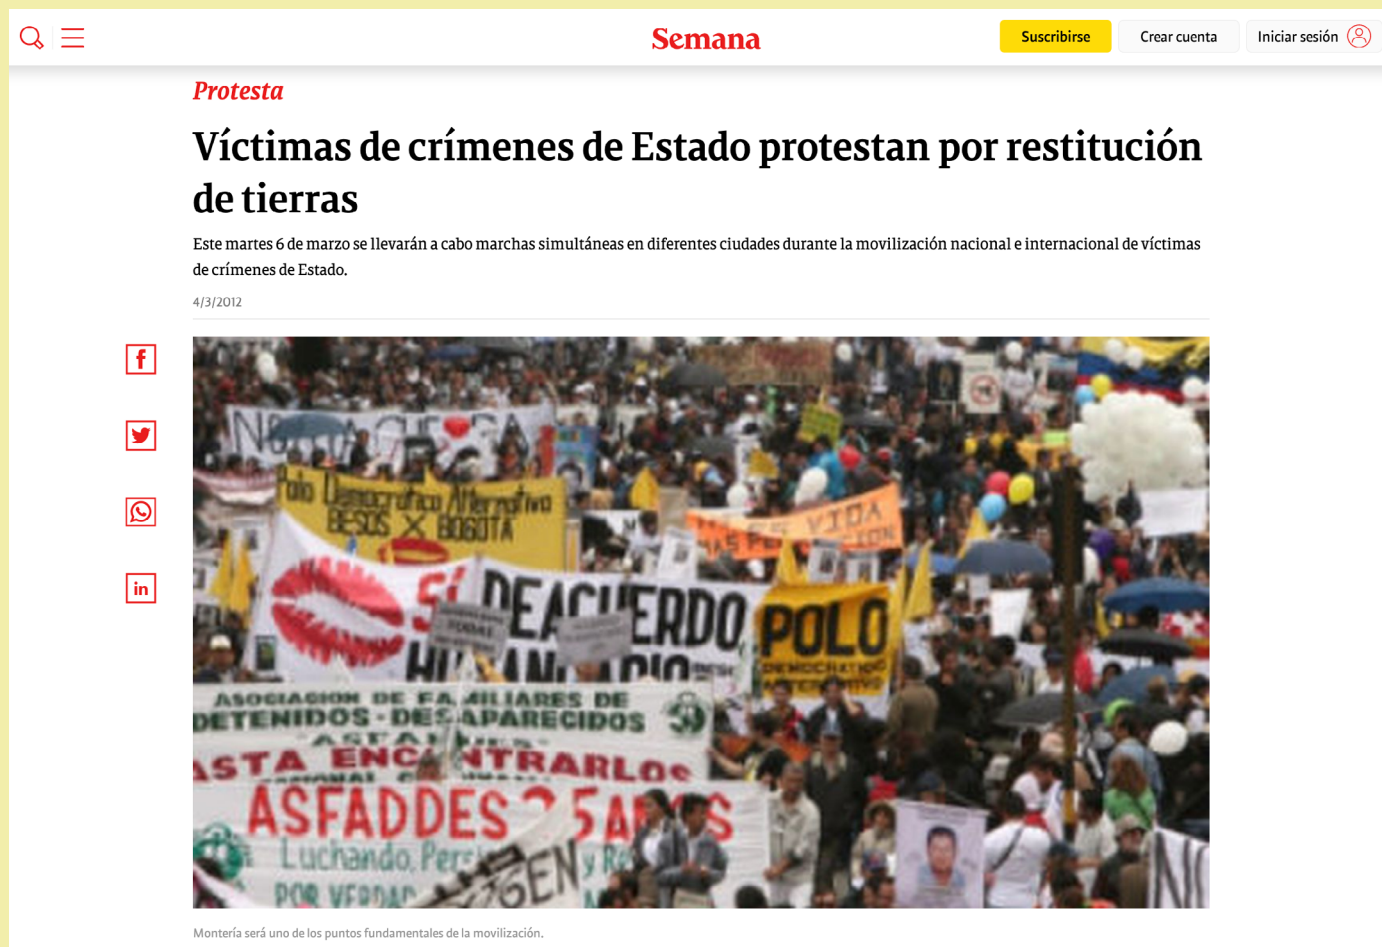 Semana
Suscribirse
Crear cuenta
Iniciar sesión
Protesta
Víctimas de crímenes de Estado protestan por restitución
de tierras
Este martes 6 de marzo se llevarán a cabo marchas simultáneas en diferentes ciudades durante la movilización nacional e internacional de víctimas
de crímenes de Estado.
4/3/2012
f
in
Polo Democrático Alternativo
BESOS X BOGOTA
VIDA
SÍ
POLO
DEMOCRATICO
ASOCIACION DE FAMILIARES DE
DETENIDOS - DESAPARECIDOS
ASFADDES
Luchando,
POR VERDAD
Montería será uno de los puntos fundamentales de la movilización.